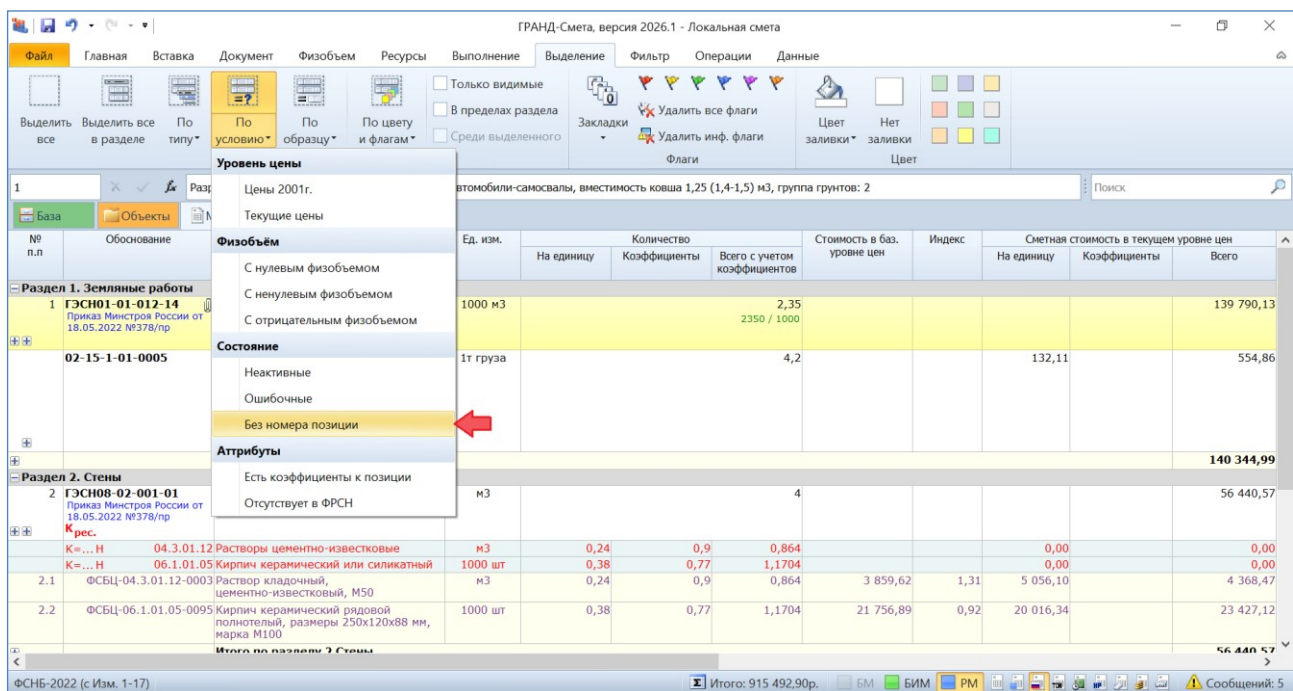 ГРАНД-Смета, версия 2026.1 - Локальная смета
Файл Главная Вставка Документ Физобъем Ресурсы Выполнение Выделение Фильтр Операции Данные
Выделить все
Выделить все в разделе
По типу
По условию
По образцу
По цвету и флагам
Только видимые
В пределах раздела
Среди выделенного
Закладки
Удалить все флаги
Удалить инф. флаги
Флаги
Цвет заливки
Нет заливки
Цвет
Уровень цены
Цены 2001г.
Текущие цены
Физобъём
С нулевым физобъемом
С ненулевым физобъемом
С отрицательным физобъемом
Состояние
Неактивные
Ошибочные
Без номера позиции
Аттрибуты
Есть коэффициенты к позиции
Отсутствует в ФРСН
1 fx втомобили-самосвалы, вместимость ковша 1,25 (1,4-1,5) м3, группа грунтов: 2 Поиск
База Объекты
№ п.п Обоснование Ед. изм. Количество Стоимость в баз. уровне цен Индекс Сметная стоимость в текущем уровне цен
На единицу Коэффициенты Всего с учетом коэффициентов На единицу Коэффициенты Всего
Раздел 1. Земляные работы
1 ГЭСН01-01-012-14 1000 м3 2,35 139 790,13
Приказ Минстроя России от 2350 / 1000
18.05.2022 №378/пр
02-15-1-01-0005 1т груза 4,2 132,11 554,86
140 344,99
Раздел 2. Стены
2 ГЭСН08-02-001-01 м3 4 56 440,57
Приказ Минстроя России от
18.05.2022 №378/пр
Крес.
К=... Н 04.3.01.12 Растворы цементно-известковые м3 0,24 0,9 0,864 0,00 0,00
К=... Н 06.1.01.05 Кирпич керамический или силикатный 1000 шт 0,38 0,77 1,1704 0,00 0,00
2.1 ФСБЦ-04.3.01.12-0003 Раствор кладочный, м3 0,24 0,9 0,864 3 859,62 1,31 5 056,10 4 368,47
цементно-известковый, М50
2.2 ФСБЦ-06.1.01.05-0095 Кирпич керамический рядовой 1000 шт 0,38 0,77 1,1704 21 756,89 0,92 20 016,34 23 427,12
полнотелый, размеры 250х120х88 мм,
марка М100
Итого по разделу 2 Стены 56 440,57
ФСНБ-2022 (с Изм. 1-17) Итого: 915 492,90р. БМ БИМ РМ Сообщений: 5